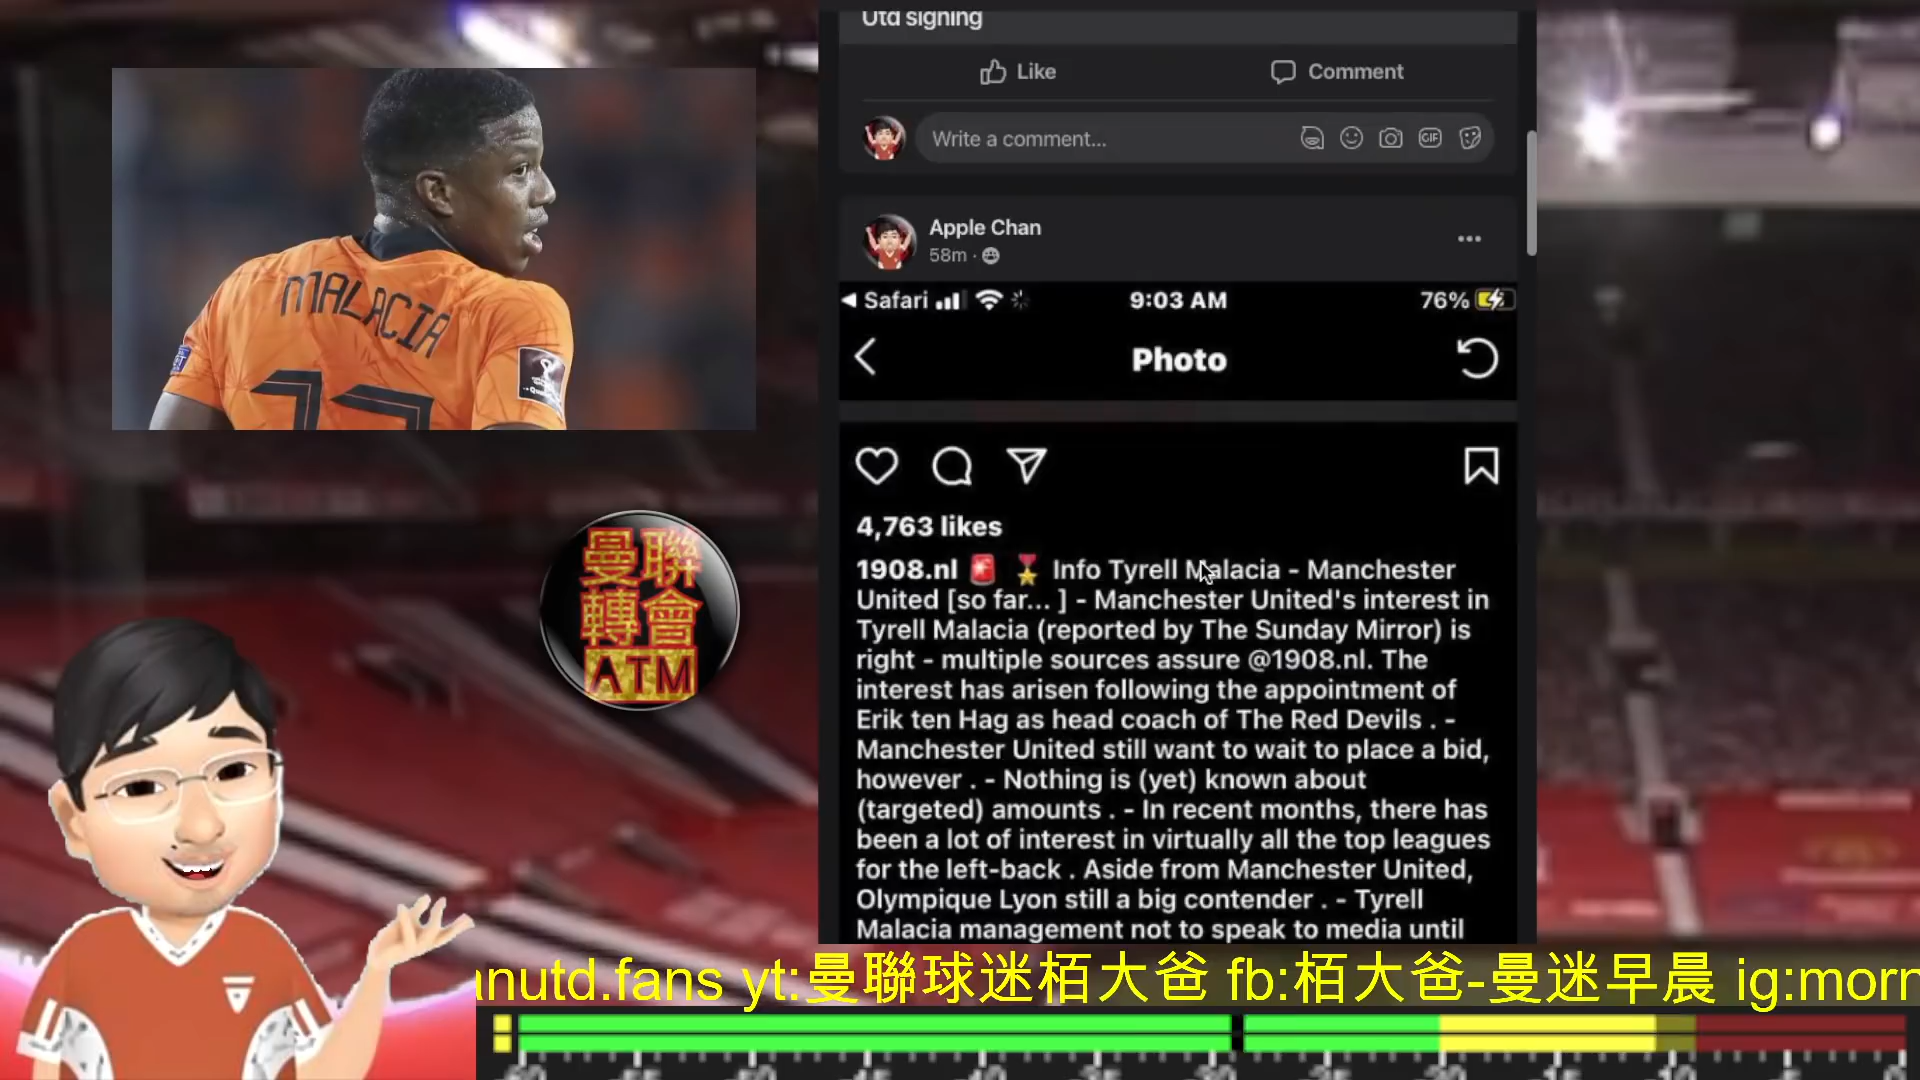 Utd signing
Like
Comment
Write a comment...
GIF
Apple Chan
58m
Safari
9:03 AM
76%
Photo
4,763 likes
1908.nl 🚨 🎖️ Info Tyrell Malacia - Manchester
United [so far... ] - Manchester United's interest in
Tyrell Malacia (reported by The Sunday Mirror) is
right - multiple sources assure @1908.nl. The
interest has arisen following the appointment of
Erik ten Hag as head coach of The Red Devils . -
Manchester United still want to wait to place a bid,
however . - Nothing is (yet) known about
(targeted) amounts . - In recent months, there has
been a lot of interest in virtually all the top leagues
for the left-back . Aside from Manchester United,
Olympique Lyon still a big contender . - Tyrell
Malacia management not to speak to media until
MALACIA
曼聯
轉會
ATM
anutd.fans yt:曼聯球迷栢大爸 fb:栢大爸-曼迷早晨 ig:morn